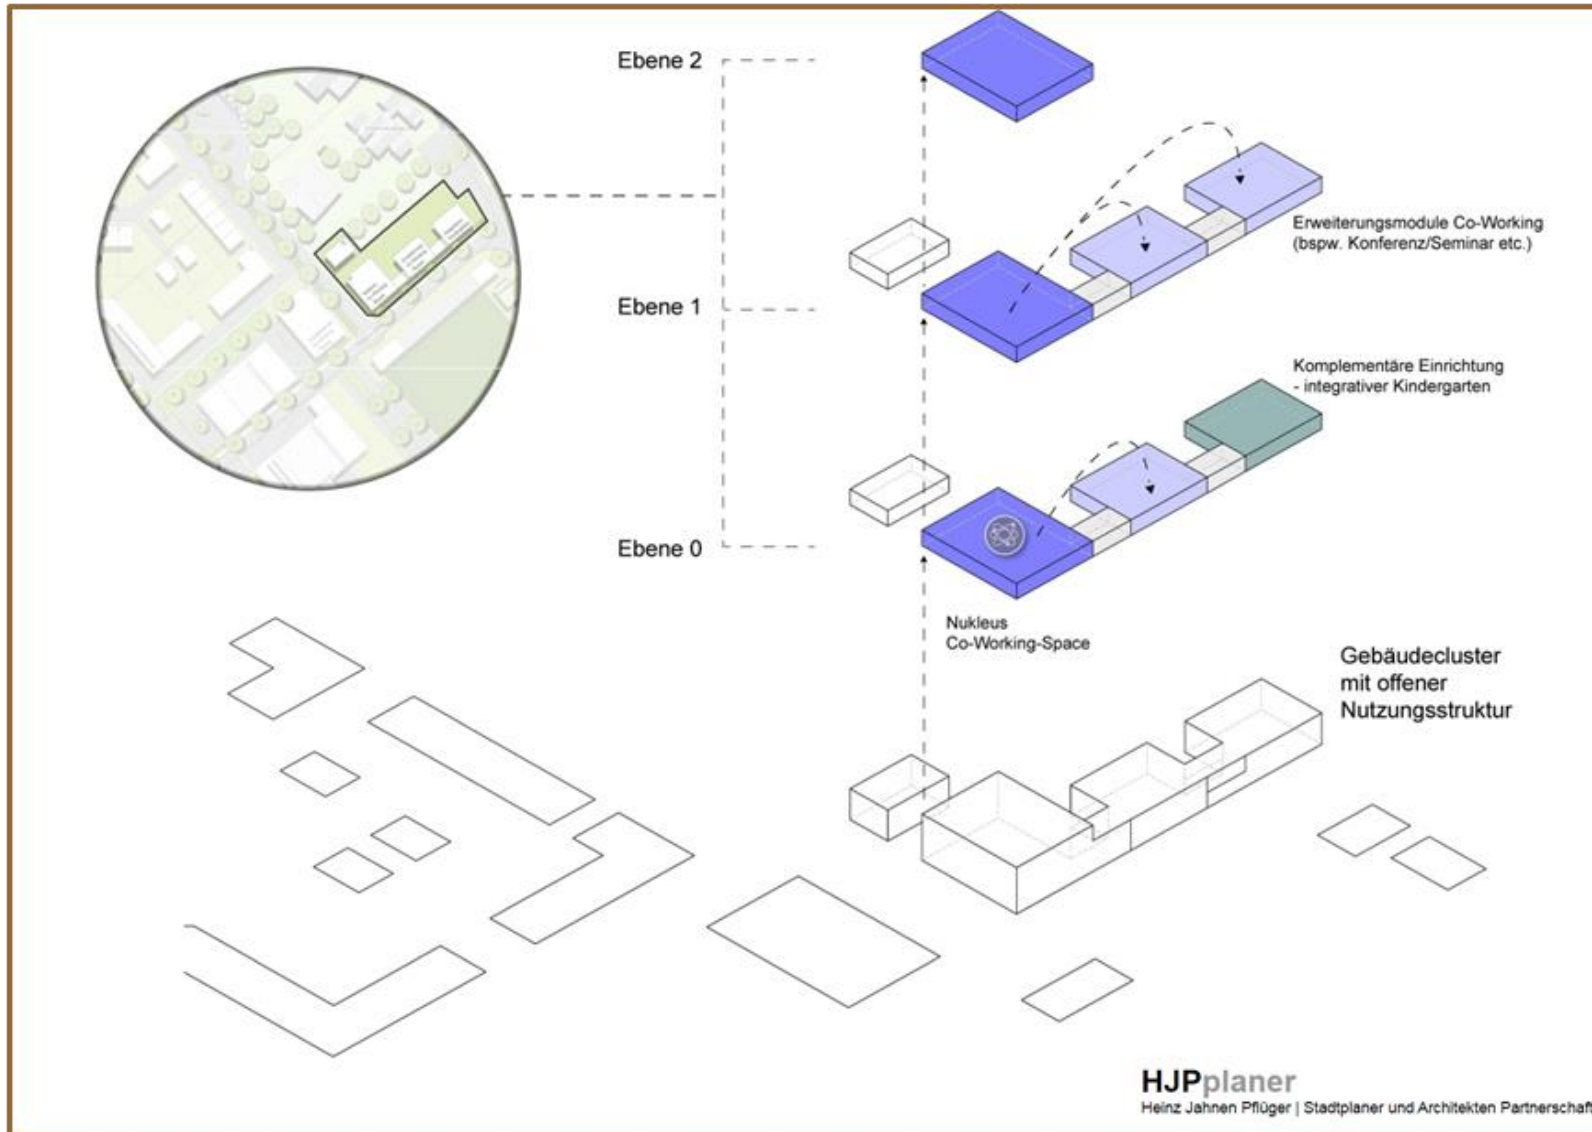 Ebene 2
Erweiterungsmodule Co-Working
(bspw. Konferenz/Seminar etc.)
Ebene 1
Komplementäre Einrichtung
- integrativer Kindergarten
Ebene 0
Nukleus
Co-Working-Space
Gebäudecluster
mit offener
Nutzungsstruktur
HJPplaner
Heinz Jahnen Pflüger | Stadtplaner und Architekten Partnerschaft